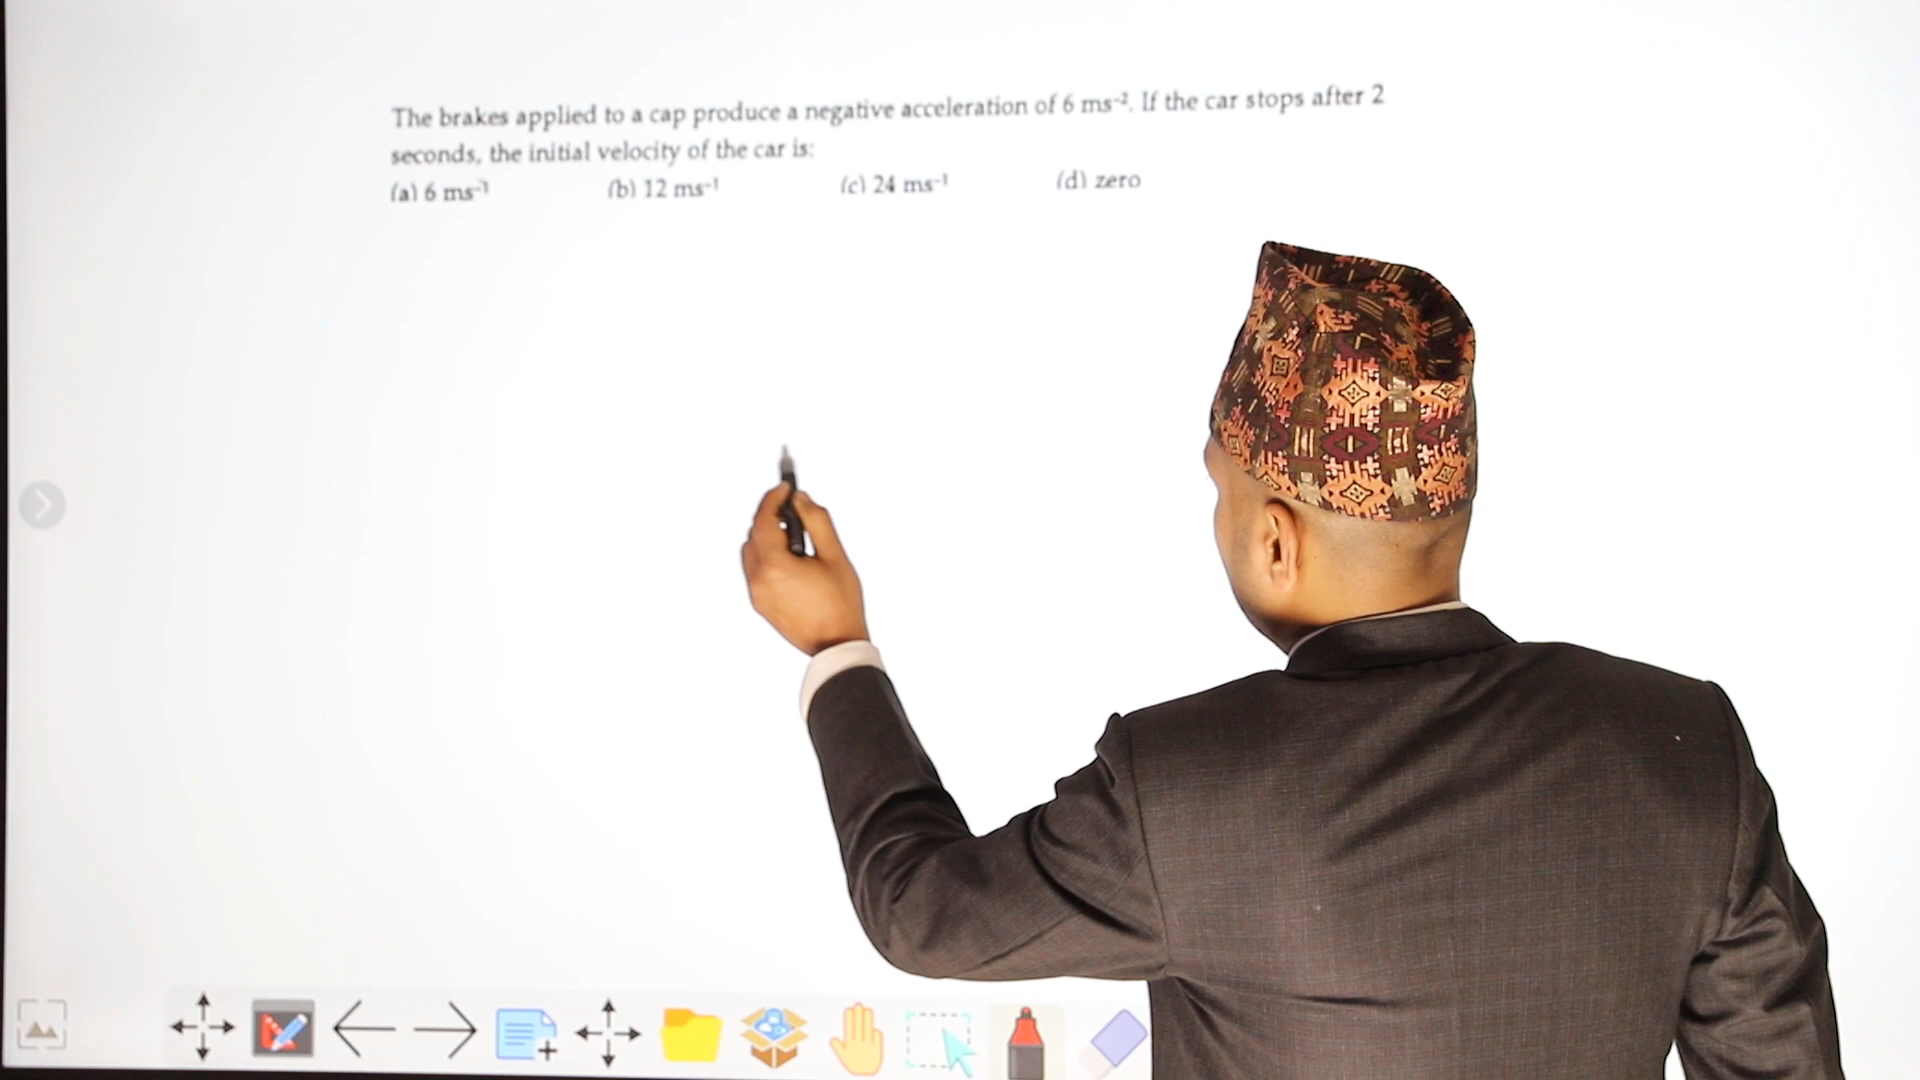 The brakes applied to a cap produce a negative acceleration of 6 ms⁻². If the car stops after 2
seconds, the initial velocity of the car is:
(a) 6 ms⁻¹ (b) 12 ms⁻¹ (c) 24 ms⁻¹ (d) zero